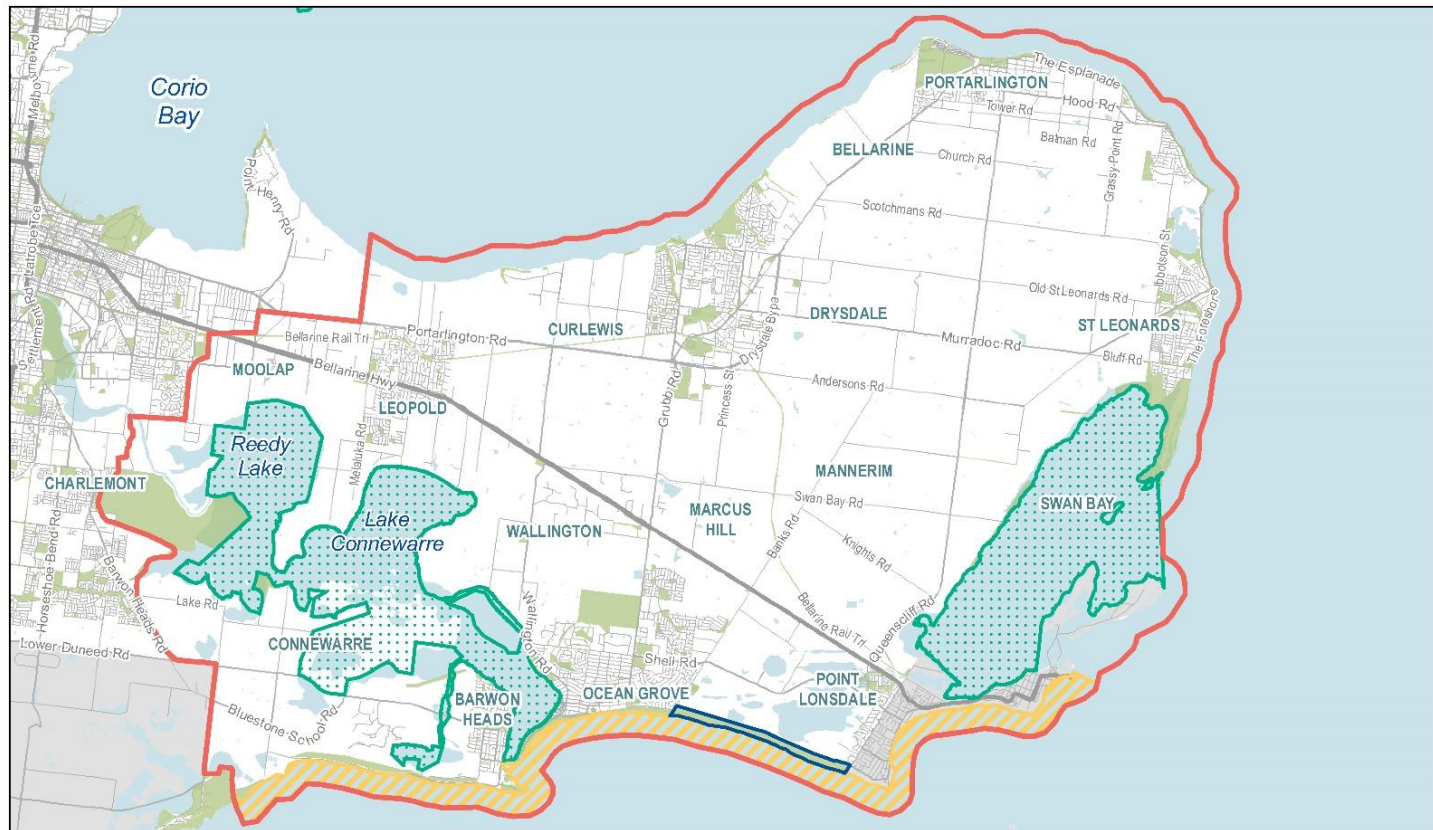 Corio
Bay
Melbourne Rd
PORTARLINGTON
The Esplanade
Hood Rd
Tower Rd
Batman Rd
Grassy Point Rd
BELLARINE
Church Rd
Point Henry Rd
Scotchmans Rd
Latrobe Tce
Settlement Rd
Ibbotson St
Old St Leonards Rd
DRYSDALE
ST LEONARDS
Murradoc Rd
The Foreshore
Bluff Rd
Drysdale Bypa
CURLEWIS
Portarlington Rd
Bellarine Rail Trl
Bellarine Hwy
MOOLAP
Andersons Rd
Princess St
Grubb Rd
LEOPOLD
Melaluka Rd
Reedy
Lake
CHARLEMONT
MANNERIM
Swan Bay Rd
SWAN BAY
MARCUS
HILL
Banks Rd
Knights Rd
Lake
Connewarre
WALLINGTON
Horseshoe Bend Rd
Barwon Heads Rd
Lake Rd
Wallington Rd
Bellarine Rail Trl
Queenscliff Rd
CONNEWARRE
Lower Duneed Rd
Shell Rd
POINT
LONSDALE
OCEAN GROVE
BARWON
HEADS
Bluestone School Rd